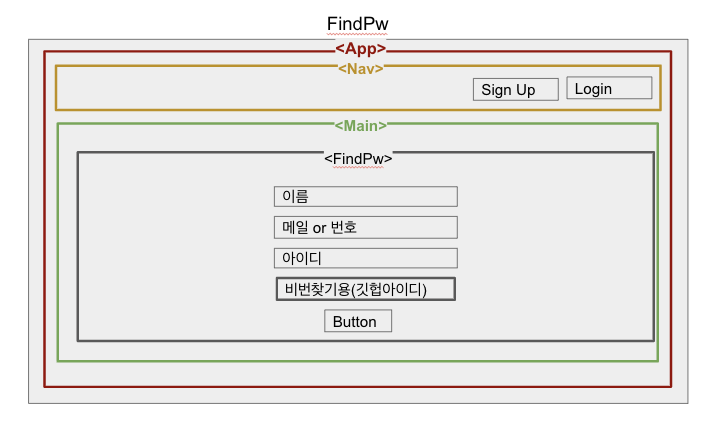 FindPw
<App>
<Nav>
Sign Up
Login
<Main>
<FindPw>
이름
메일 or 번호
아이디
비번찾기용(깃헙아이디)
Button